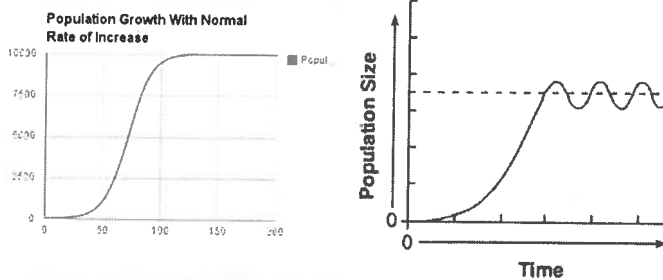 Population Growth With Normal
Rate of Increase
10000
7500
5000
2500
0
0
50
100
150
200
Popul...
Population Size
0
0
Time